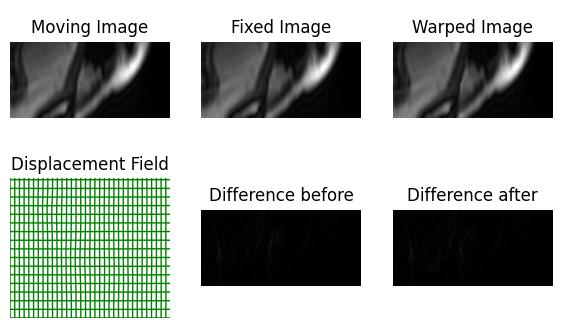 Moving Image
Fixed Image
Warped Image
Displacement Field
Difference before
Difference after